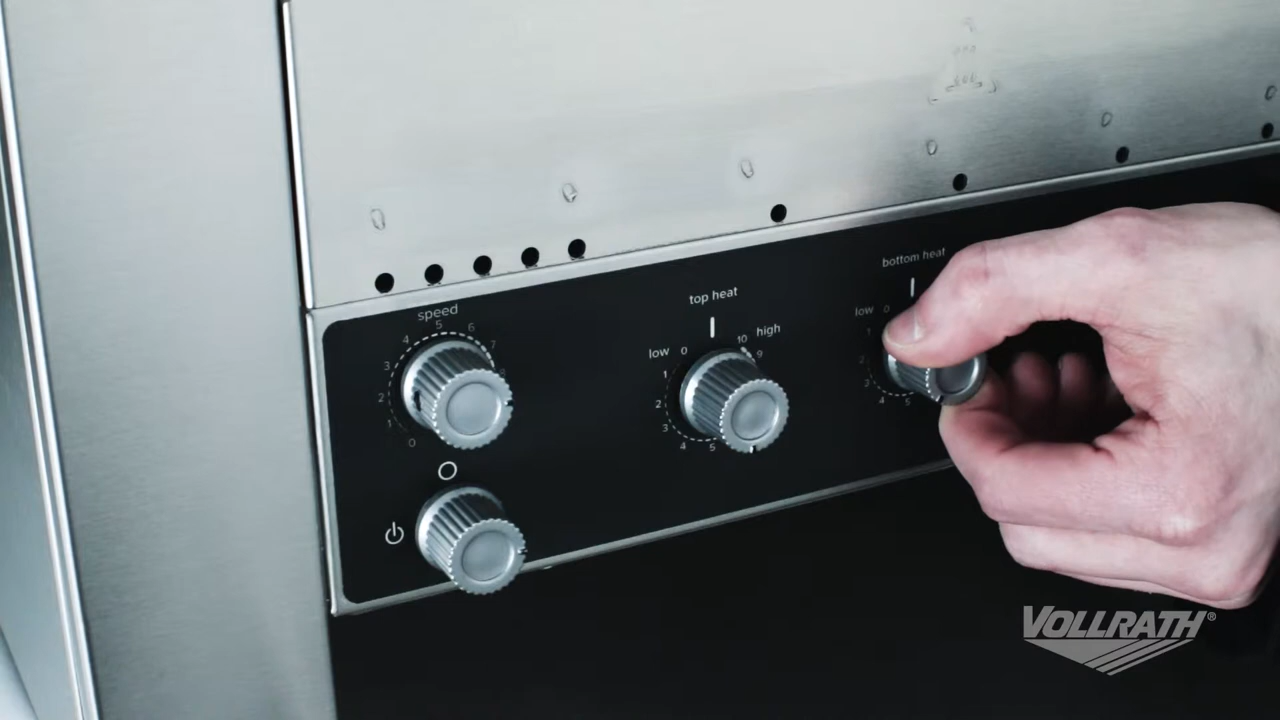 speed
0 1 2 3 4 5 6 7
top heat
low 0 1 2 3 4 5 9 10 high
bottom heat
low 0 1 2 3 4 5
VOLLRATH®